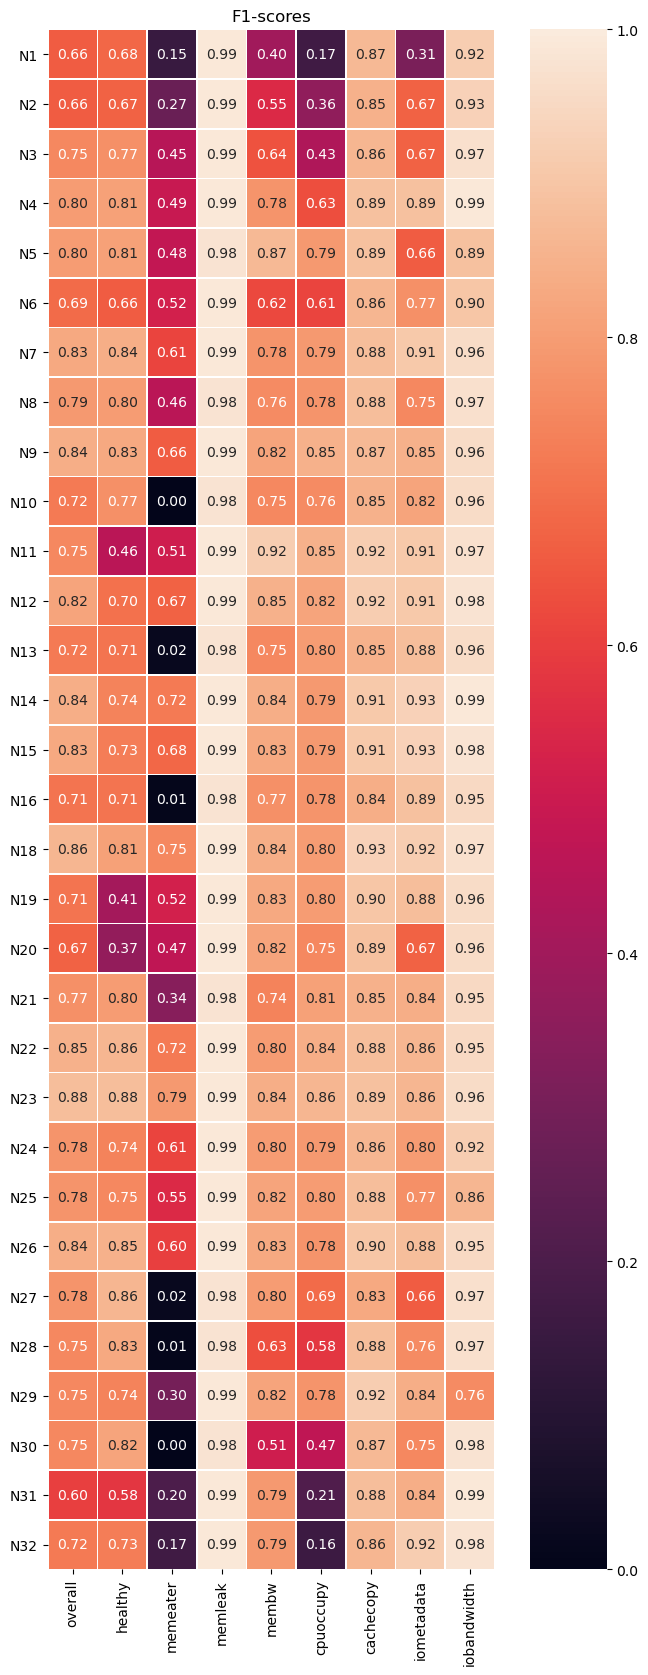 F1-scores
N1 0.66 0.68 0.15 0.99 0.40 0.17 0.87 0.31 0.92
N2 0.66 0.67 0.27 0.99 0.55 0.36 0.85 0.67 0.93
N3 0.75 0.77 0.45 0.99 0.64 0.43 0.86 0.67 0.97
N4 0.80 0.81 0.49 0.99 0.78 0.63 0.89 0.89 0.99
N5 0.80 0.81 0.48 0.98 0.87 0.79 0.89 0.66 0.89
N6 0.69 0.66 0.52 0.99 0.62 0.61 0.86 0.77 0.90
N7 0.83 0.84 0.61 0.99 0.78 0.79 0.88 0.91 0.96
N8 0.79 0.80 0.46 0.98 0.76 0.78 0.88 0.75 0.97
N9 0.84 0.83 0.66 0.99 0.82 0.85 0.87 0.85 0.96
N10 0.72 0.77 0.00 0.98 0.75 0.76 0.85 0.82 0.96
N11 0.75 0.46 0.51 0.99 0.92 0.85 0.92 0.91 0.97
N12 0.82 0.70 0.67 0.99 0.85 0.82 0.92 0.91 0.98
N13 0.72 0.71 0.02 0.98 0.75 0.80 0.85 0.88 0.96
N14 0.84 0.74 0.72 0.99 0.84 0.79 0.91 0.93 0.99
N15 0.83 0.73 0.68 0.99 0.83 0.79 0.91 0.93 0.98
N16 0.71 0.71 0.01 0.98 0.77 0.78 0.84 0.89 0.95
N18 0.86 0.81 0.75 0.99 0.84 0.80 0.93 0.92 0.97
N19 0.71 0.41 0.52 0.99 0.83 0.80 0.90 0.88 0.96
N20 0.67 0.37 0.47 0.99 0.82 0.75 0.89 0.67 0.96
N21 0.77 0.80 0.34 0.98 0.74 0.81 0.85 0.84 0.95
N22 0.85 0.86 0.72 0.99 0.80 0.84 0.88 0.86 0.95
N23 0.88 0.88 0.79 0.99 0.84 0.86 0.89 0.86 0.96
N24 0.78 0.74 0.61 0.99 0.80 0.79 0.86 0.80 0.92
N25 0.78 0.75 0.55 0.99 0.82 0.80 0.88 0.77 0.86
N26 0.84 0.85 0.60 0.99 0.83 0.78 0.90 0.88 0.95
N27 0.78 0.86 0.02 0.98 0.80 0.69 0.83 0.66 0.97
N28 0.75 0.83 0.01 0.98 0.63 0.58 0.88 0.76 0.97
N29 0.75 0.74 0.30 0.99 0.82 0.78 0.92 0.84 0.76
N30 0.75 0.82 0.00 0.98 0.51 0.47 0.87 0.75 0.98
N31 0.60 0.58 0.20 0.99 0.79 0.21 0.88 0.84 0.99
N32 0.72 0.73 0.17 0.99 0.79 0.16 0.86 0.92 0.98
overall healthy memeater memleak membw cpuoccupy cachecopy iometadata iobandwidth
1.0
0.8
0.6
0.4
0.2
0.0